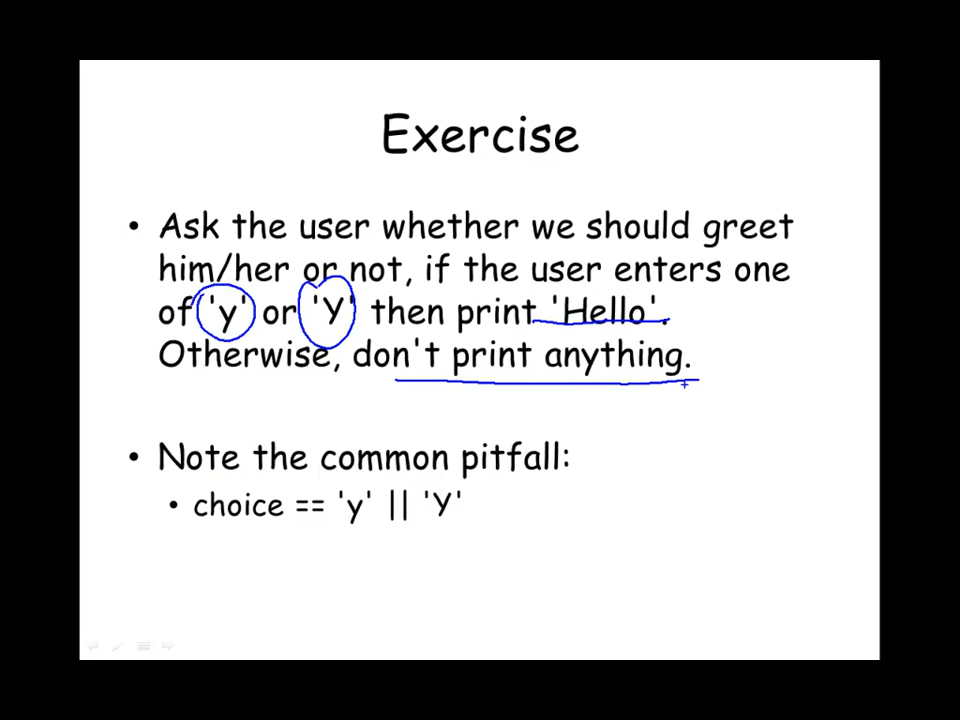 Exercise
• Ask the user whether we should greet
him/her or not, if the user enters one
of 'y' or 'Y' then print 'Hello'.
Otherwise, don't print anything.
• Note the common pitfall:
• choice == 'y' || 'Y'